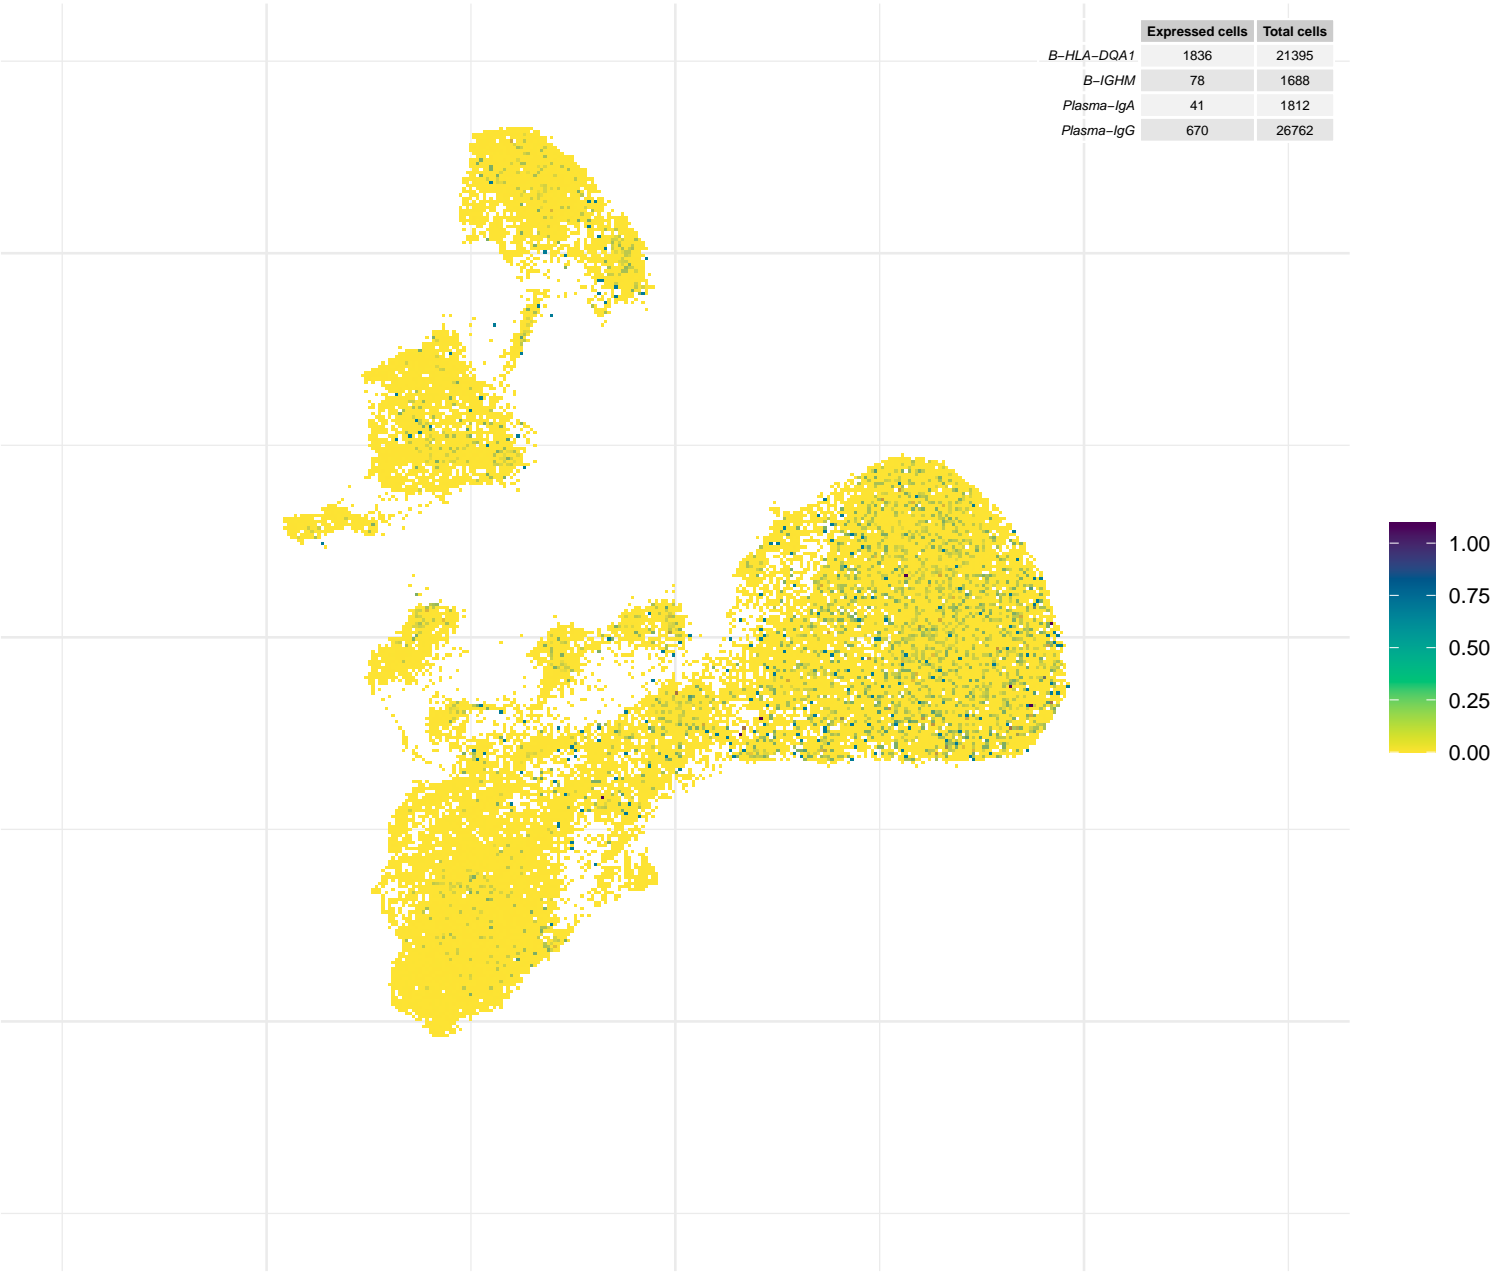 Expressed cells Total cells
B−HLA−DQA1 1836 21395
B−IGHM 78 1688
Plasma−IgA 41 1812
Plasma−IgG 670 26762
1.00
0.75
0.50
0.25
0.00